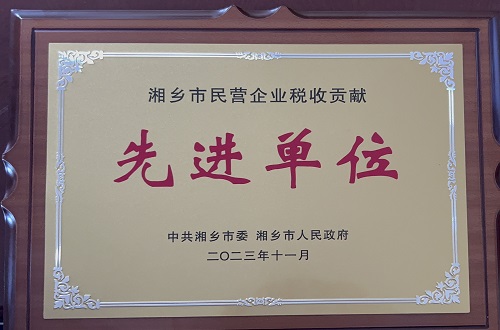 湘乡市民营企业税收贡献
先进单位
中共湘乡市委 湘乡市人民政府
二〇二三年十一月